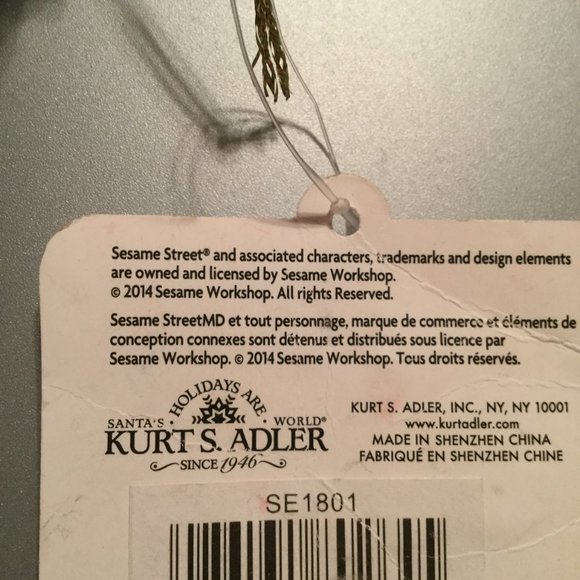 Sesame Street® and associated characters, trademarks and design elements
are owned and licensed by Sesame Workshop.
© 2014 Sesame Workshop. All rights Reserved.
Sesame StreetMD et tout personnage, marque de commerce et éléments de
conception connexes sont détenus et distribués sous licence par
Sesame Workshop. © 2014 Sesame Workshop. Tous droits réservés.
· HOLIDAYS ARE ·
SANTA'S WORLD®
KURT S. ADLER
SINCE 1946
KURT S. ADLER, INC., NY, NY 10001
www.kurtadler.com
MADE IN SHENZHEN CHINA
FABRIQUÉ EN SHENZHEN CHINE
SE1801